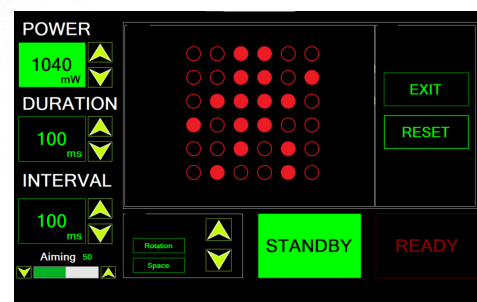 POWER
1040
mW
DURATION
100
ms
INTERVAL
100
ms
Aiming 50
Rotation
Space
STANDBY
READY
EXIT
RESET